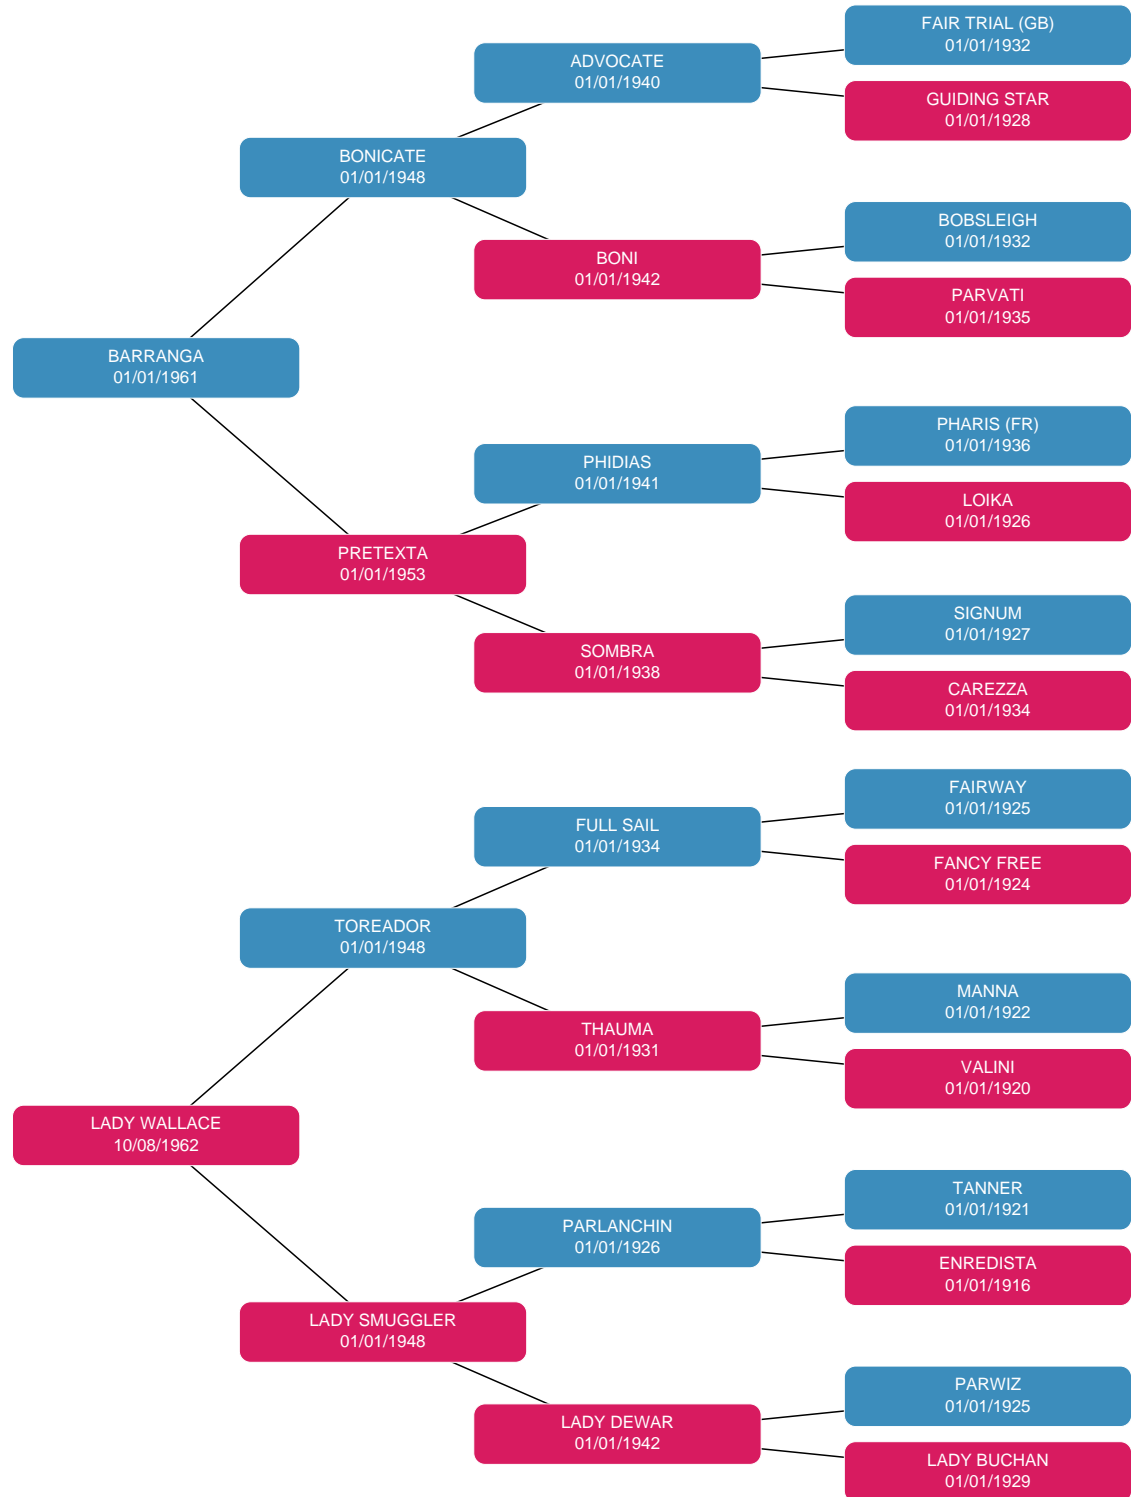 FAIR TRIAL (GB)
01/01/1932
ADVOCATE
01/01/1940
GUIDING STAR
01/01/1928
BONICATE
01/01/1948
BOBSLEIGH
01/01/1932
BONI
01/01/1942
PARVATI
01/01/1935
BARRANGA
01/01/1961
PHARIS (FR)
01/01/1936
PHIDIAS
01/01/1941
LOIKA
01/01/1926
PRETEXTA
01/01/1953
SIGNUM
01/01/1927
SOMBRA
01/01/1938
CAREZZA
01/01/1934
FAIRWAY
01/01/1925
FULL SAIL
01/01/1934
FANCY FREE
01/01/1924
TOREADOR
01/01/1948
MANNA
01/01/1922
THAUMA
01/01/1931
VALINI
01/01/1920
LADY WALLACE
10/08/1962
TANNER
01/01/1921
PARLANCHIN
01/01/1926
ENREDISTA
01/01/1916
LADY SMUGGLER
01/01/1948
PARWIZ
01/01/1925
LADY DEWAR
01/01/1942
LADY BUCHAN
01/01/1929